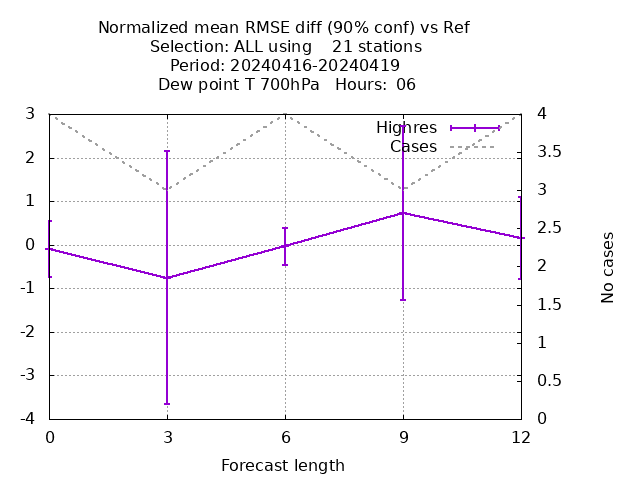 Normalized mean RMSE diff (90% conf) vs Ref
Selection: ALL using    21 stations
Period: 20240416-20240419
Dew point T 700hPa   Hours:  06
Highres
Cases
3
2
1
0
-1
-2
-3
-4
4
3.5
3
2.5
2
1.5
1
0.5
0
No cases
0 3 6 9 12
Forecast length